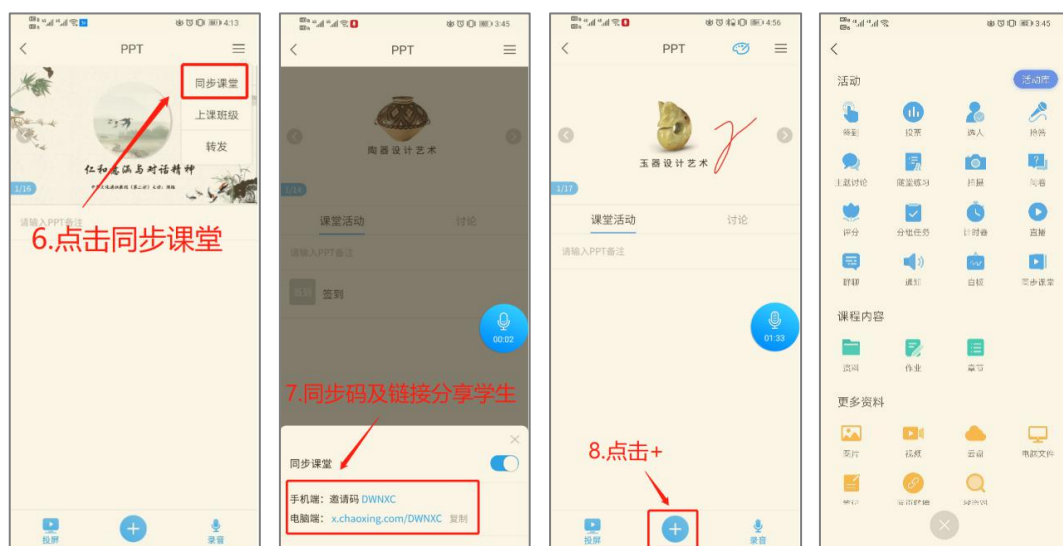 4:13
PPT
同步课堂
上课班级
转发
仁和意涵与对话精神
1/16
请输入PPT备注
6.点击同步课堂
投屏
录音
3:45
PPT
陶器设计艺术
1/14
课堂活动
讨论
请输入PPT备注
签到
00:02
7.同步码及链接分享学生
同步课堂
手机端：邀请码 DWNXC
电脑端： x.chaoxing.com/DWNXC 复制
4:56
PPT
玉器设计艺术
1/17
课堂活动
讨论
请输入PPT备注
01:33
8.点击+
投屏
录音
3:45
活动
活动库
签到
投票
选人
抢答
主题讨论
随堂练习
拍摄
问卷
评分
分组任务
计时器
直播
群聊
通知
白板
同步课堂
课程内容
资料
作业
章节
更多资料
图片
视频
云盘
电脑文件
笔记